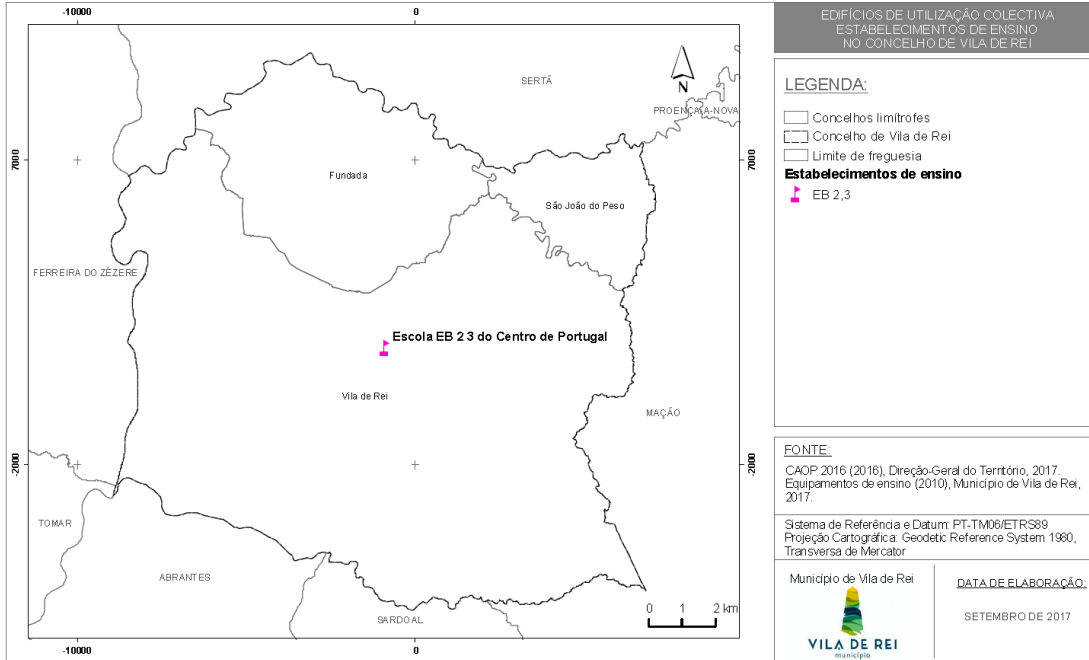 EDIFÍCIOS DE UTILIZAÇÃO COLECTIVA
ESTABELECIMENTOS DE ENSINO
NO CONCELHO DE VILA DE REI
-10000
0
SERTÃ
N
PROENÇA-A-NOVA
7000
7000
Fundada
São João do Peso
FERREIRA DO ZÊZERE
Escola EB 2 3 do Centro de Portugal
Vila de Rei
MAÇÃO
-2000
-2000
TOMAR
ABRANTES
SARDOAL
0 1 2 km
-10000
0
LEGENDA:
Concelhos limítrofes
Concelho de Vila de Rei
Limite de freguesia
Estabelecimentos de ensino
EB 2,3
FONTE:
CAOP 2016 (2016), Direção-Geral do Território, 2017.
Equipamentos de ensino (2010), Município de Vila de Rei,
2017.
Sistema de Referência e Datum: PT-TM06/ETRS89
Projeção Cartográfica: Geodetic Reference System 1980,
Transversa de Mercator
Município de Vila de Rei
VILA DE REI
município
DATA DE ELABORAÇÃO:
SETEMBRO DE 2017